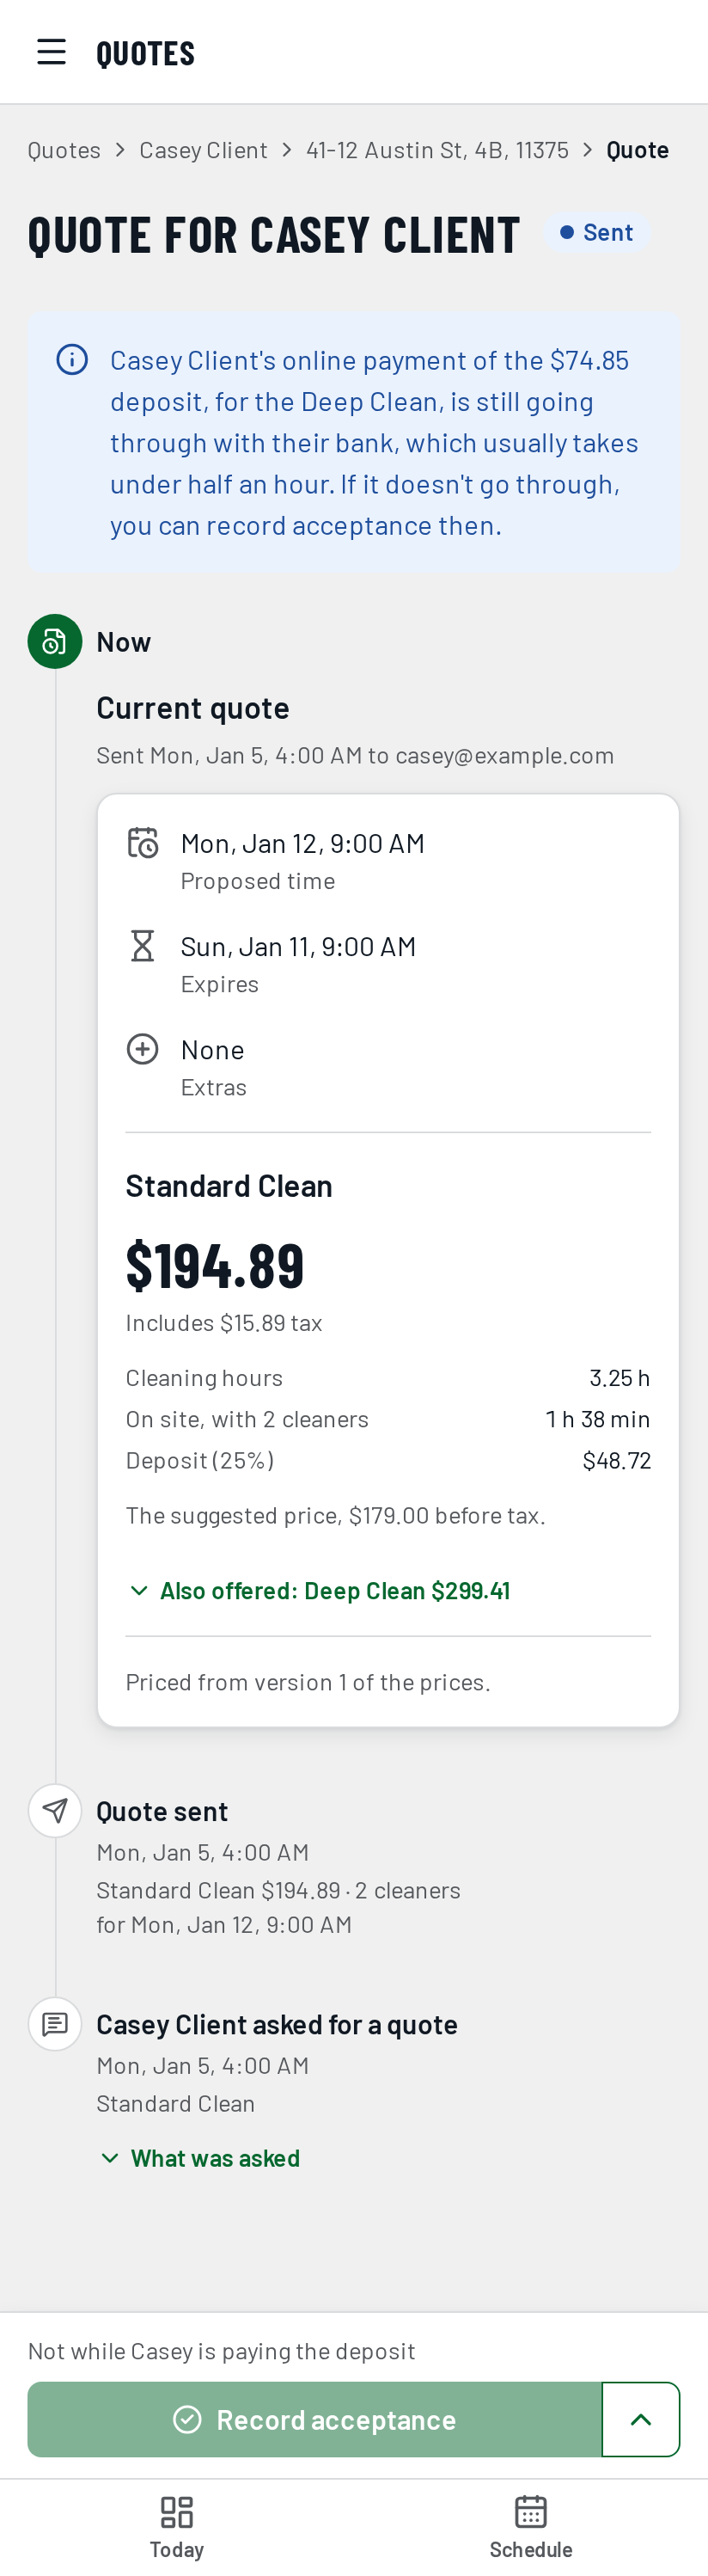 QUOTES
Quotes > Casey Client > 41-12 Austin St, 4B, 11375 > Quote
QUOTE FOR CASEY CLIENT
Sent
Casey Client's online payment of the $74.85
deposit, for the Deep Clean, is still going
through with their bank, which usually takes
under half an hour. If it doesn't go through,
you can record acceptance then.
Now
Current quote
Sent Mon, Jan 5, 4:00 AM to casey@example.com
Mon, Jan 12, 9:00 AM
Proposed time
Sun, Jan 11, 9:00 AM
Expires
None
Extras
Standard Clean
$194.89
Includes $15.89 tax
Cleaning hours 3.25 h
On site, with 2 cleaners 1 h 38 min
Deposit (25%) $48.72
The suggested price, $179.00 before tax.
Also offered: Deep Clean $299.41
Priced from version 1 of the prices.
Quote sent
Mon, Jan 5, 4:00 AM
Standard Clean $194.89 · 2 cleaners
for Mon, Jan 12, 9:00 AM
Casey Client asked for a quote
Mon, Jan 5, 4:00 AM
Standard Clean
What was asked
Not while Casey is paying the deposit
Record acceptance
Today
Schedule